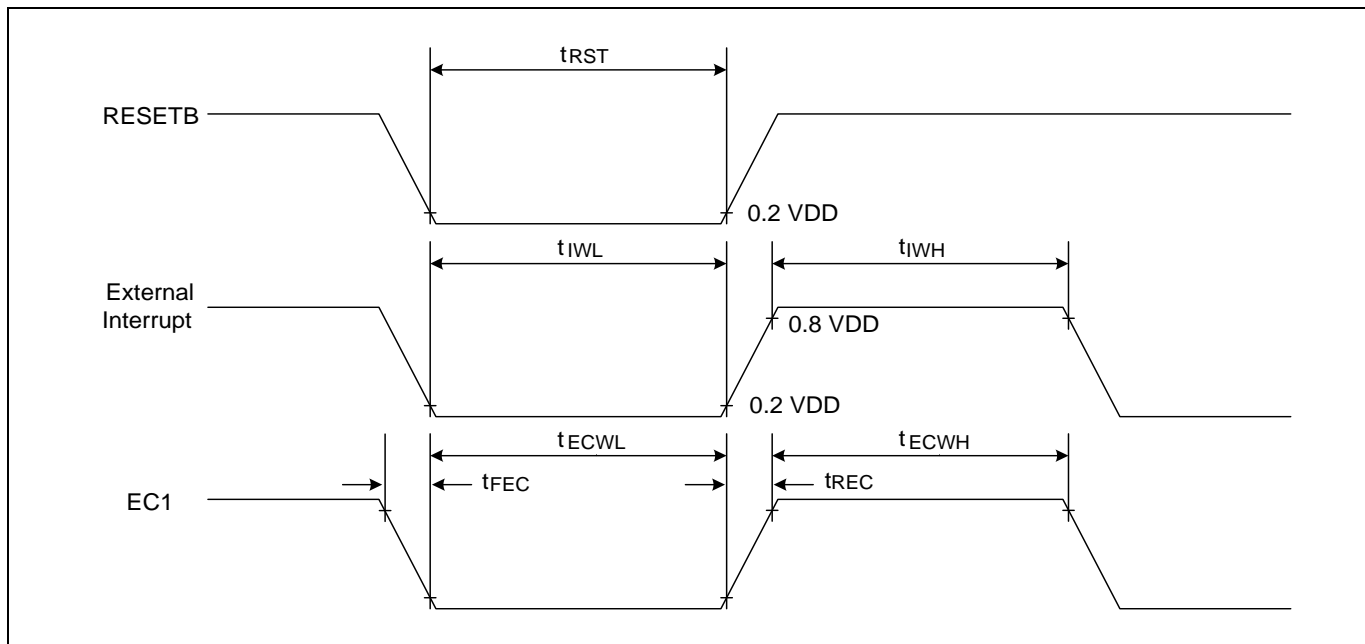 tRST
RESETB
0.2 VDD
tIWL
tIWH
External
Interrupt
0.8 VDD
0.2 VDD
tECWL
tECWH
tFEC
tREC
EC1